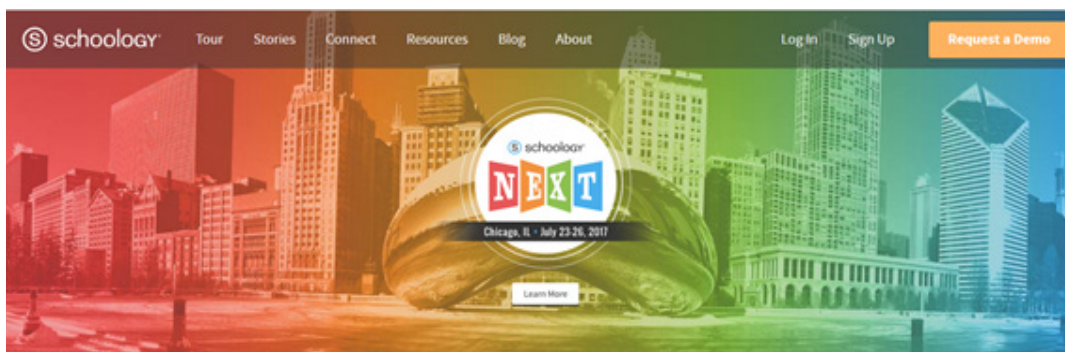 S schoology
Tour
Stories
Connect
Resources
Blog
About
Log In
Sign Up
Request a Demo
S schoology
NEXT
Chicago, IL • July 23-26, 2017
Learn More